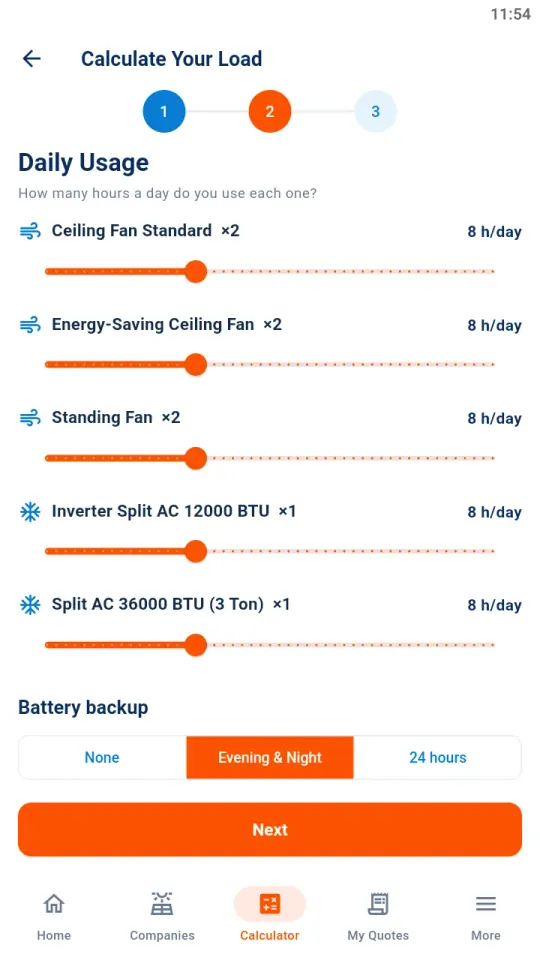 11:54
Calculate Your Load
1
2
3
Daily Usage
How many hours a day do you use each one?
Ceiling Fan Standard ×2
8 h/day
Energy-Saving Ceiling Fan ×2
8 h/day
Standing Fan ×2
8 h/day
Inverter Split AC 12000 BTU ×1
8 h/day
Split AC 36000 BTU (3 Ton) ×1
8 h/day
Battery backup
None
Evening & Night
24 hours
Next
Home
Companies
Calculator
My Quotes
More